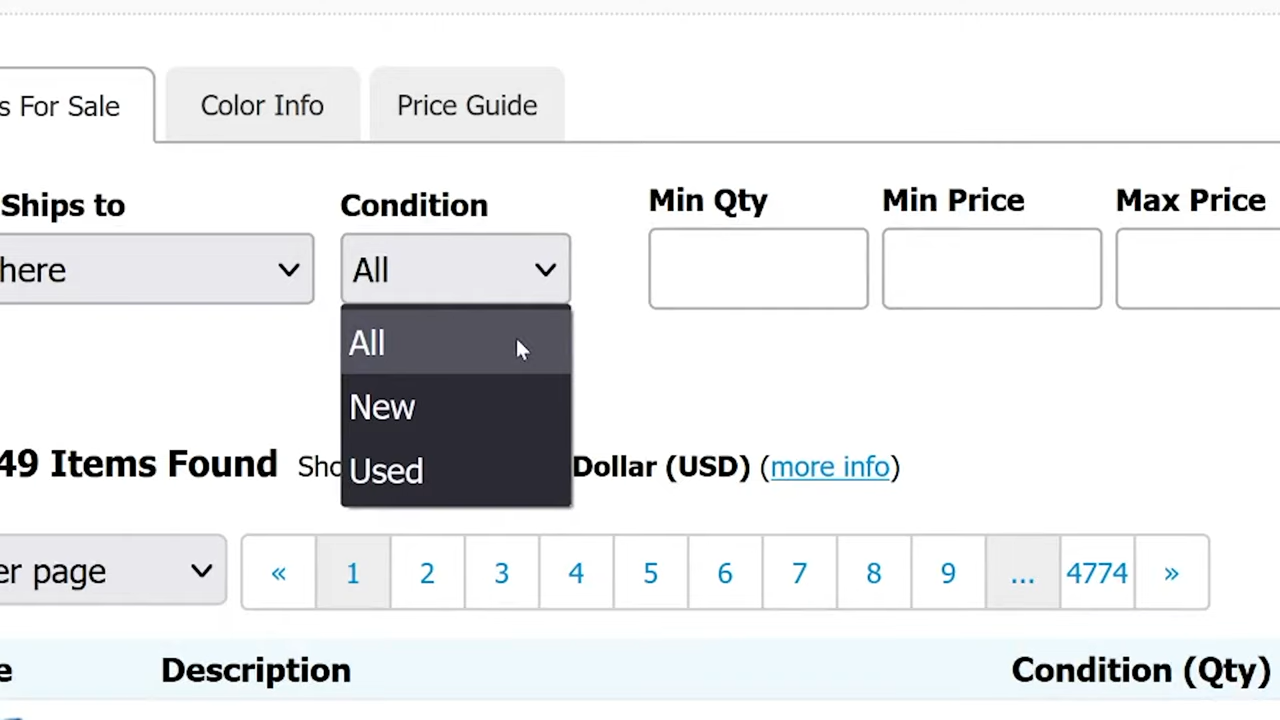 s For Sale Color Info Price Guide
Ships to Condition Min Qty Min Price Max Price
here All
All
New
Used
49 Items Found Sho Dollar (USD) (more info)
er page « 1 2 3 4 5 6 7 8 9 ... 4774 »
e Description Condition (Qty)